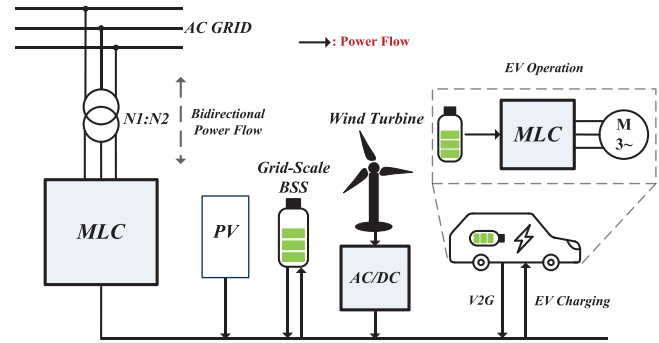 AC GRID
: Power Flow
N1:N2
Bidirectional
Power Flow
EV Operation
MLC
M
3~
Wind Turbine
Grid-Scale
BSS
MLC
PV
AC/DC
V2G
EV Charging